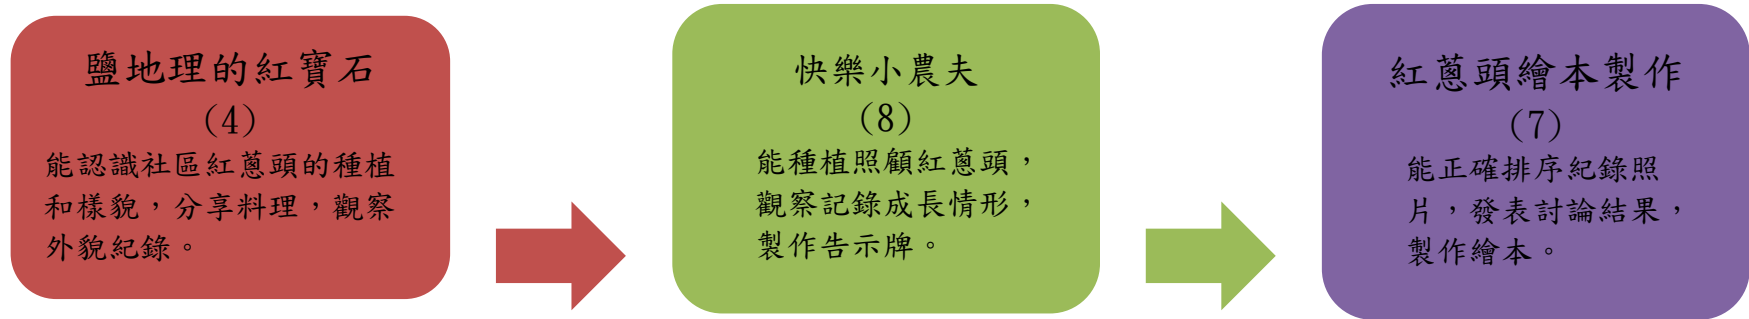 鹽地理的紅寶石
(4)
能認識社區紅蔥頭的種植
和樣貌，分享料理，觀察
外貌紀錄。
快樂小農夫
(8)
能種植照顧紅蔥頭，
觀察記錄成長情形，
製作告示牌。
紅蔥頭繪本製作
(7)
能正確排序紀錄照
片，發表討論結果，
製作繪本。